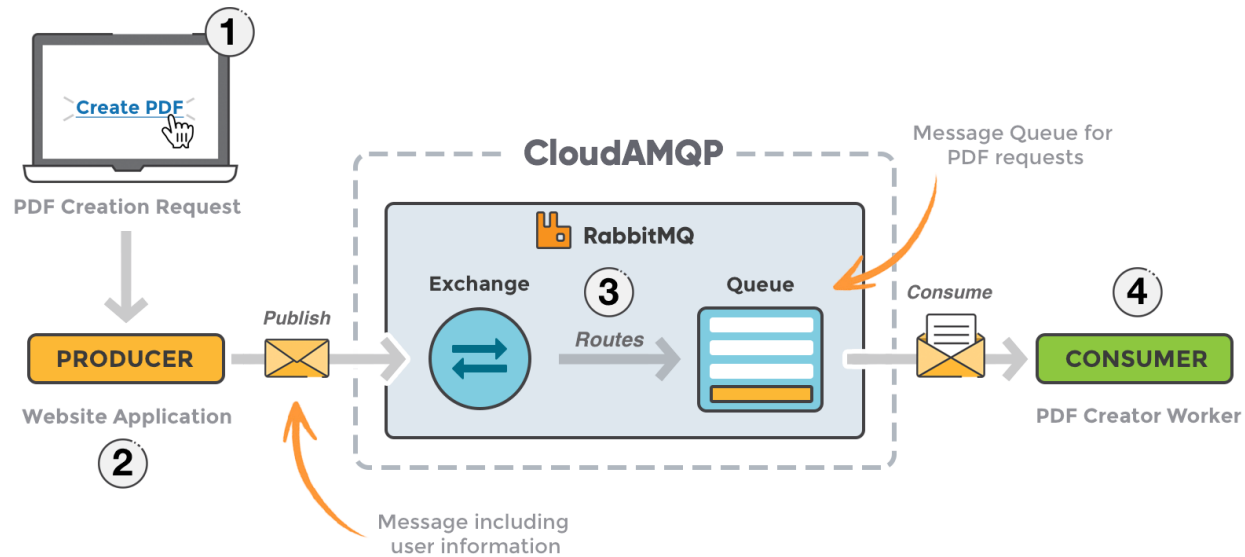 1
Create PDF
PDF Creation Request
CloudAMQP
Message Queue for
PDF requests
RabbitMQ
Exchange
3
Queue
Routes
Publish
Consume
4
PRODUCER
CONSUMER
Website Application
PDF Creator Worker
2
Message including
user information